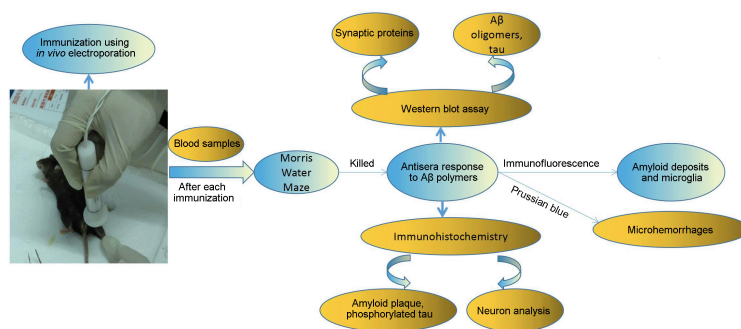 Immunization using
in vivo electroporation
Synaptic proteins
Aβ
oligomers,
tau
Western blot assay
Blood samples
After each
immunization
Morris
Water
Maze
Killed
Antisera response
to Aβ polymers
Immunofluorescence
Amyloid deposits
and microglia
Prussian blue
Microhemorrhages
Immunohistochemistry
Amyloid plaque,
phosphorylated tau
Neuron analysis